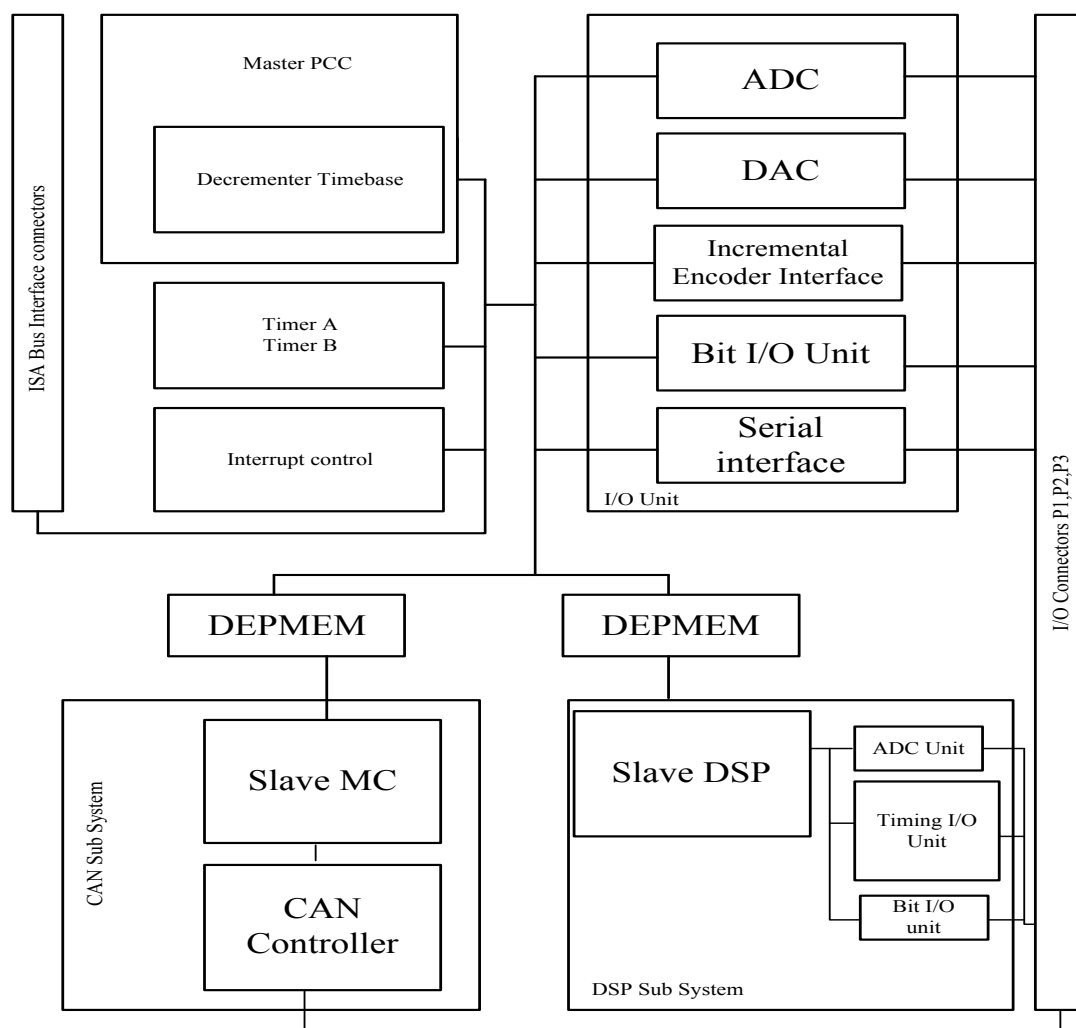 ISA Bus Interface connectors
Master PCC
Decrementer Timebase
Timer A
Timer B
Interrupt control
ADC
DAC
Incremental
Encoder Interface
Bit I/O Unit
Serial
interface
I/O Unit
I/O Connectors P1,P2,P3
DEPMEM
DEPMEM
CAN Sub System
Slave MC
CAN
Controller
Slave DSP
ADC Unit
Timing I/O
Unit
Bit I/O
unit
DSP Sub System